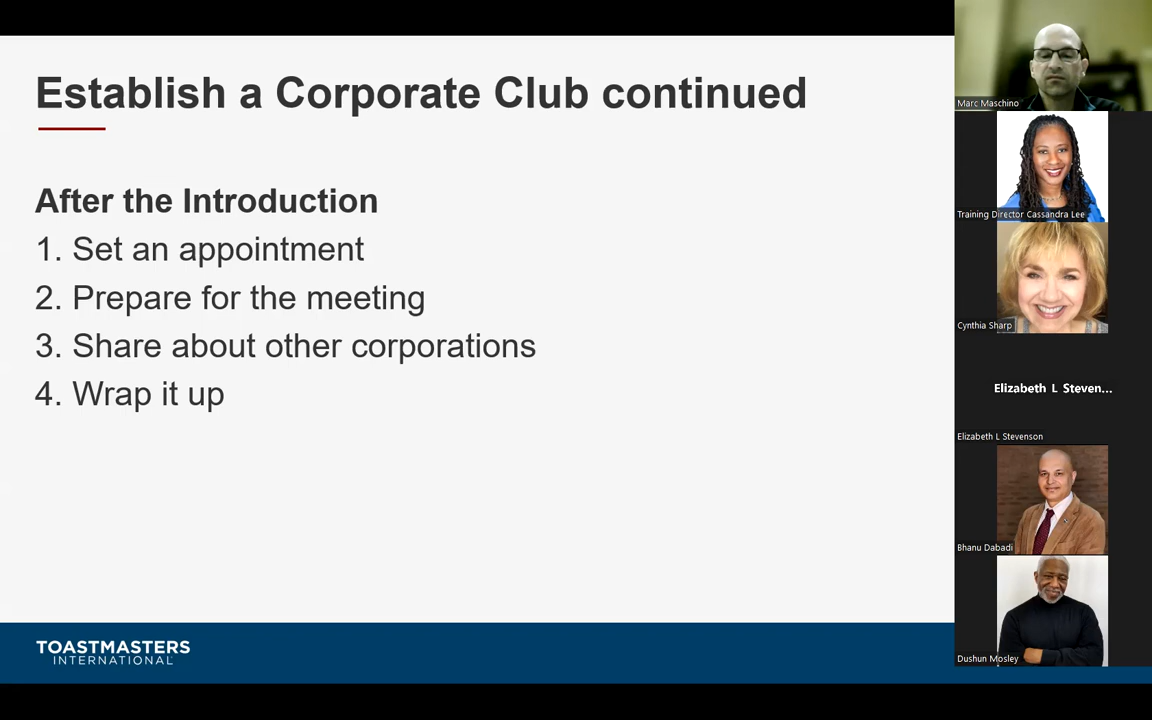 Establish a Corporate Club continued
After the Introduction
1. Set an appointment
2. Prepare for the meeting
3. Share about other corporations
4. Wrap it up
TOASTMASTERS
INTERNATIONAL
Marc Maschino
Training Director Cassandra Lee
Cynthia Sharp
Elizabeth L Steven...
Elizabeth L Stevenson
Bhanu Dabadi
Dushun Mosley